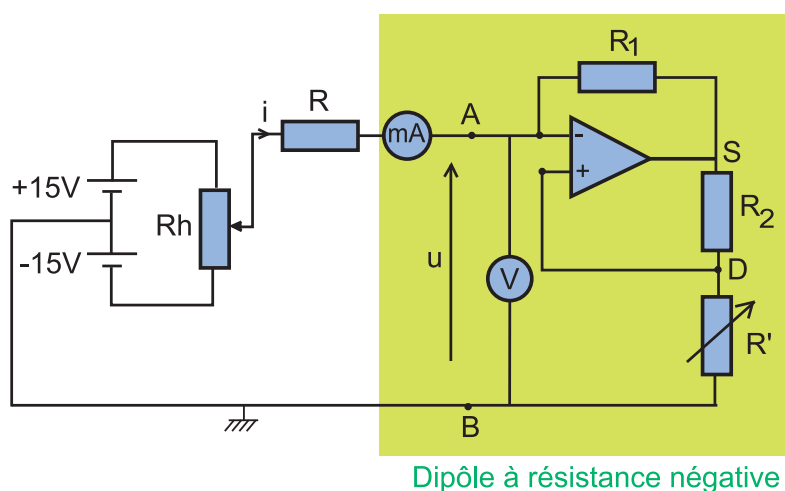 R1
i
R
A
mA
-
+
S
+15V
Rh
R2
-15V
u
V
D
R'
B
Dipôle à résistance négative